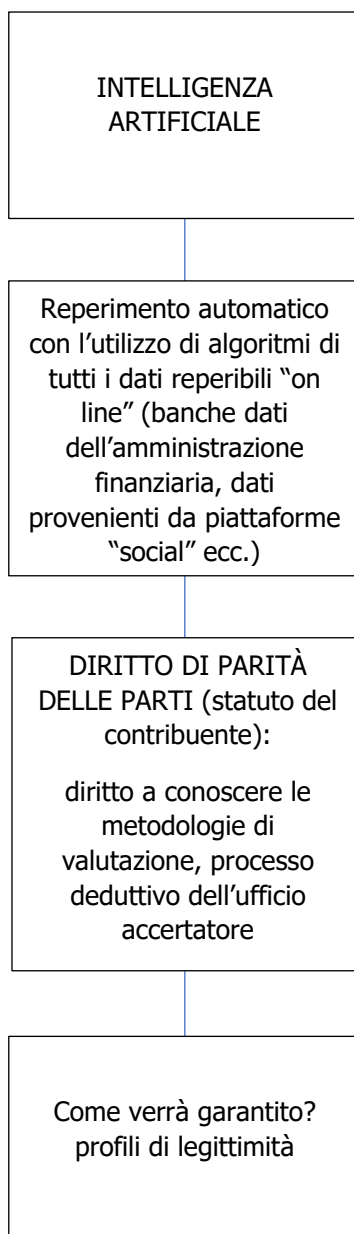 INTELLIGENZA
ARTIFICIALE
Reperimento automatico
con l’utilizzo di algoritmi di
tutti i dati reperibili “on
line” (banche dati
dell’amministrazione
finanziaria, dati
provenienti da piattaforme
“social” ecc.)
DIRITTO DI PARITÀ
DELLE PARTI (statuto del
contribuente):
diritto a conoscere le
metodologie di
valutazione, processo
deduttivo dell’ufficio
accertatore
Come verrà garantito?
profili di legittimità